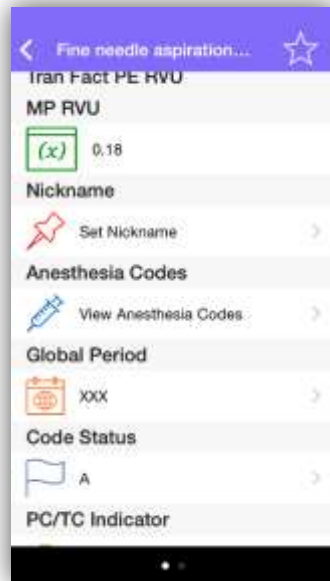 Fine needle aspiration...
Tran Fact PE RVU
MP RVU
(x) 0.18
Nickname
Set Nickname
Anesthesia Codes
View Anesthesia Codes
Global Period
XXX
Code Status
A
PC/TC Indicator